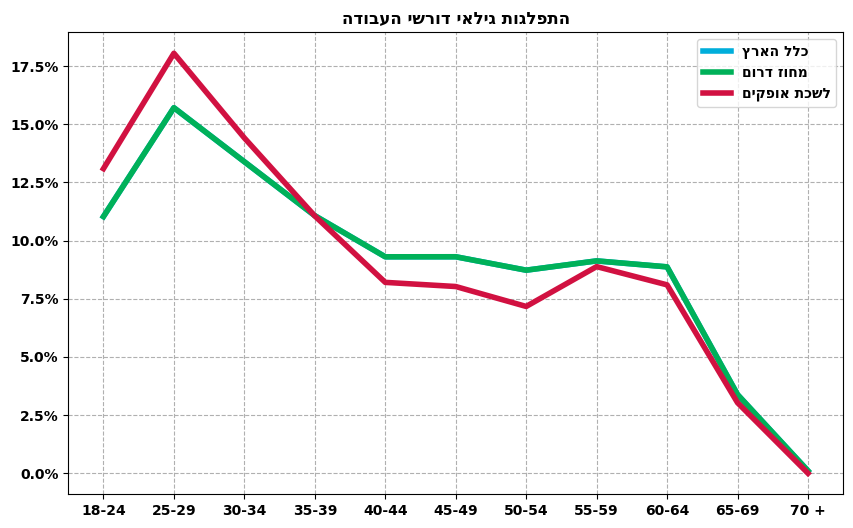 התפלגות גילאי דורשי העבודה
כלל הארץ
מחוז דרום
לשכת אופקים
17.5%
15.0%
12.5%
10.0%
7.5%
5.0%
2.5%
0.0%
18-24 25-29 30-34 35-39 40-44 45-49 50-54 55-59 60-64 65-69 70 +